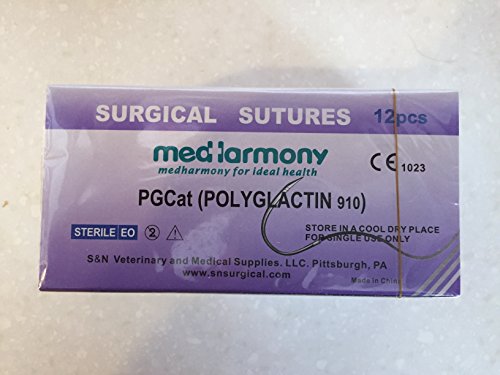 SURGICAL SUTURES 12pcs
medharmony
medharmony for ideal health
CE 1023
PGCat (POLYGLACTIN 910)
STORE IN A COOL DRY PLACE
FOR SINGLE USE ONLY
STERILE EO 2
S&N Veterinary and Medical Supplies. LLC. Pittsburgh, PA
www.snsurgical.com
Made in China